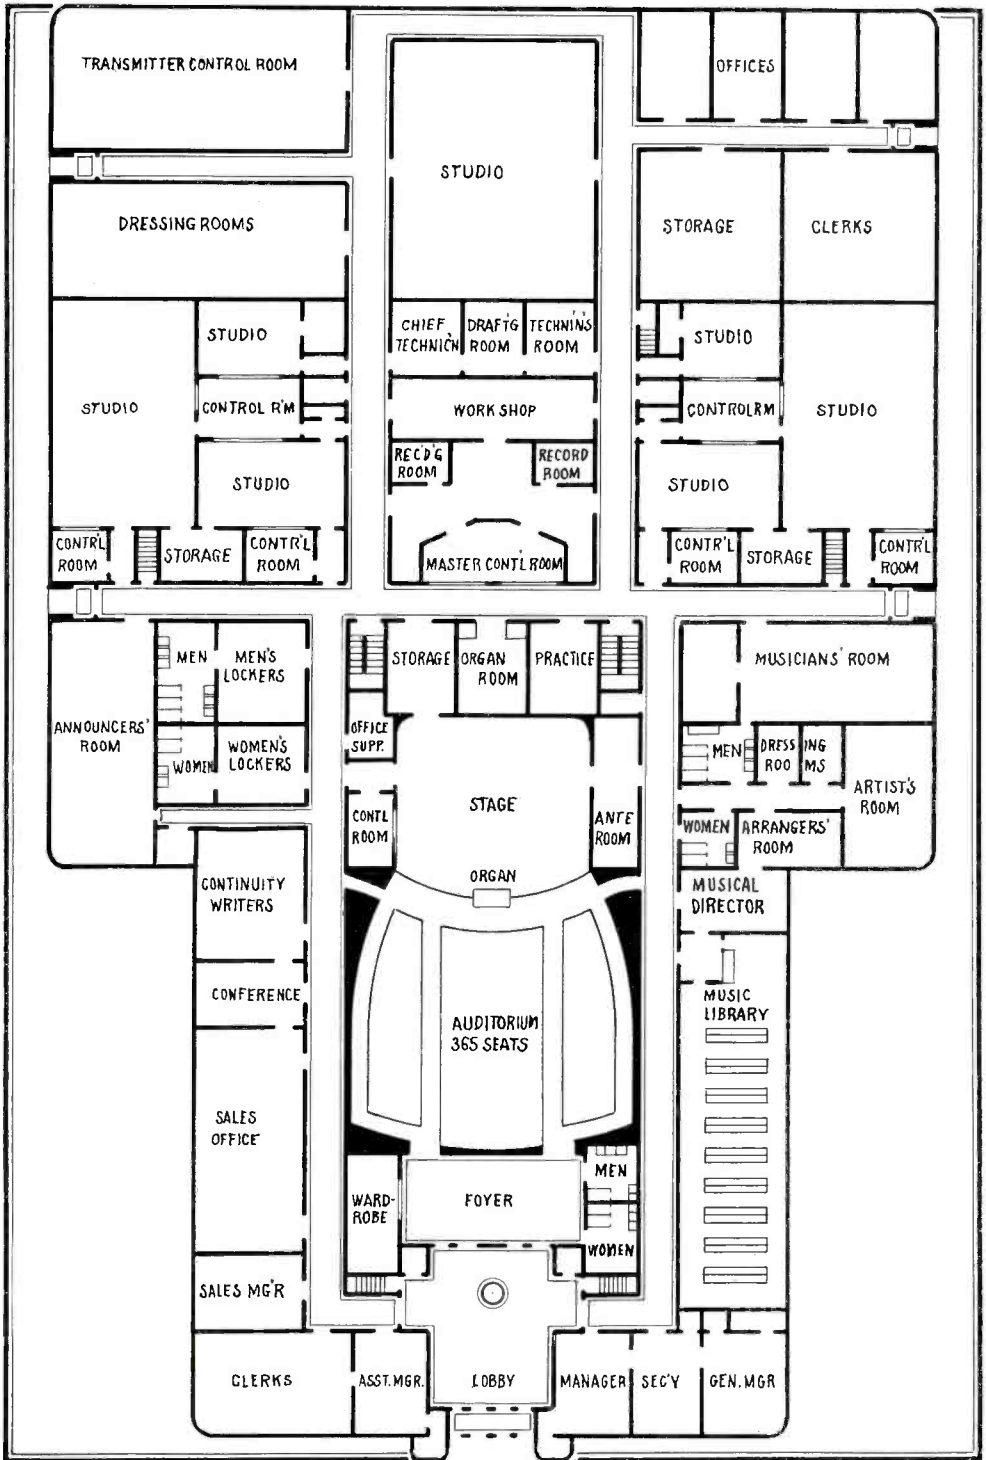 TRANSMITTER CONTROL ROOM
OFFICES
STUDIO
DRESSING ROOMS
STORAGE
CLERKS
STUDIO
CHIEF
TECHNIC'N
DRAFT'G
ROOM
TECHNIN'S
ROOM
STUDIO
STUDIO
CONTROL R'M
WORK SHOP
CONTROL RM
STUDIO
REC'D'G
ROOM
RECORD
ROOM
STUDIO
STUDIO
CONTR'L
ROOM
STORAGE
CONTR'L
ROOM
MASTER CONT'L ROOM
CONTR'L
ROOM
STORAGE
CONTR'L
ROOM
MEN
MEN'S
LOCKERS
STORAGE
ORGAN
ROOM
PRACTICE
MUSICIANS' ROOM
ANNOUNCERS'
ROOM
WOMEN
WOMEN'S
LOCKERS
OFFICE
SUPP.
MEN
DRESS
ROO
ING
MS
ARTIST'S
ROOM
STAGE
CONTL
ROOM
ANTE
ROOM
WOMEN
ARRANGERS'
ROOM
ORGAN
CONTINUITY
WRITERS
MUSICAL
DIRECTOR
CONFERENCE
MUSIC
LIBRARY
AUDITORIUM
365 SEATS
SALES
OFFICE
MEN
WARD-
ROBE
FOYER
WOMEN
SALES MG'R
CLERKS
ASST. MGR.
LOBBY
MANAGER
SEC'Y
GEN. MGR